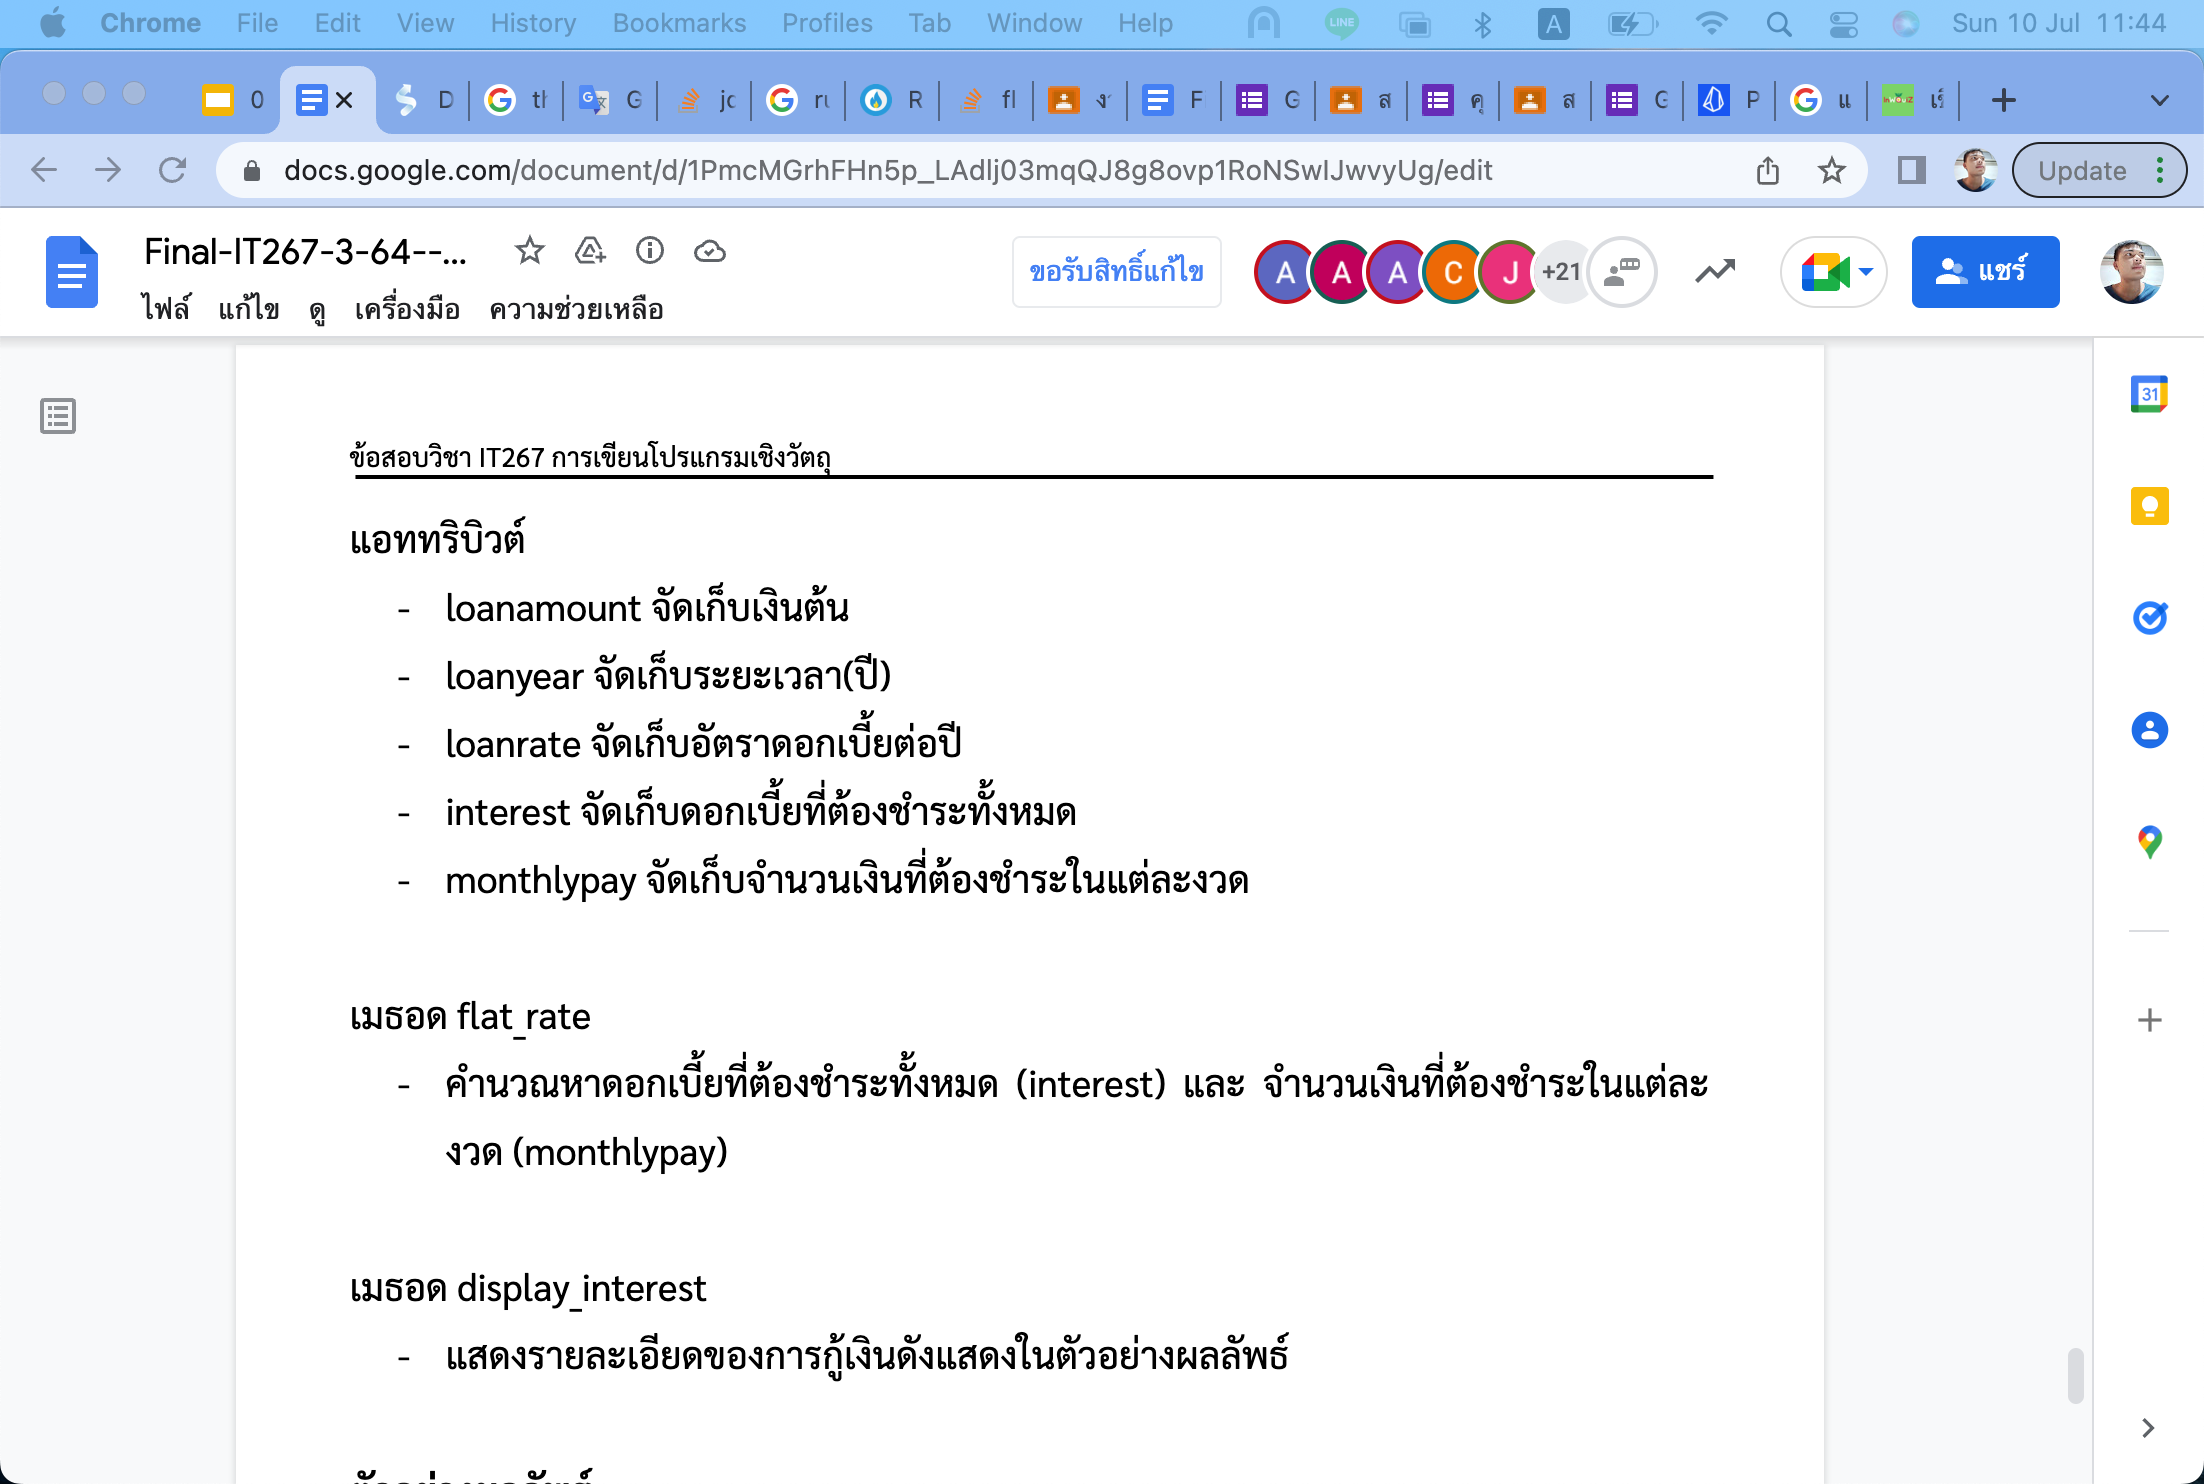 Chrome File Edit View History Bookmarks Profiles Tab Window Help LINE A Sun 10 Jul 11:44
0 D th G jc G ru R fl ง F G ส คุ ส G P แ
docs.google.com/document/d/1PmcMGrhFHn5p_LAdlj03mqQJ8g8ovp1RoNSwlJwvyUg/edit Update
Final-IT267-3-64--...
ขอรับสิทธิ์แก้ไข A A A C J +21 แชร์
ไฟล์ แก้ไข ดู เครื่องมือ ความช่วยเหลือ
31
ข้อสอบวิชา IT267 การเขียนโปรแกรมเชิงวัตถุ
แอททริบิวต์
- loanamount จัดเก็บเงินต้น
- loanyear จัดเก็บระยะเวลา(ปี)
- loanrate จัดเก็บอัตราดอกเบี้ยต่อปี
- interest จัดเก็บดอกเบี้ยที่ต้องชำระทั้งหมด
- monthlypay จัดเก็บจำนวนเงินที่ต้องชำระในแต่ละงวด
เมธอด flat_rate
- คำนวณหาดอกเบี้ยที่ต้องชำระทั้งหมด (interest) และ จำนวนเงินที่ต้องชำระในแต่ละ
งวด (monthlypay)
เมธอด display_interest
- แสดงรายละเอียดของการกู้เงินดังแสดงในตัวอย่างผลลัพธ์